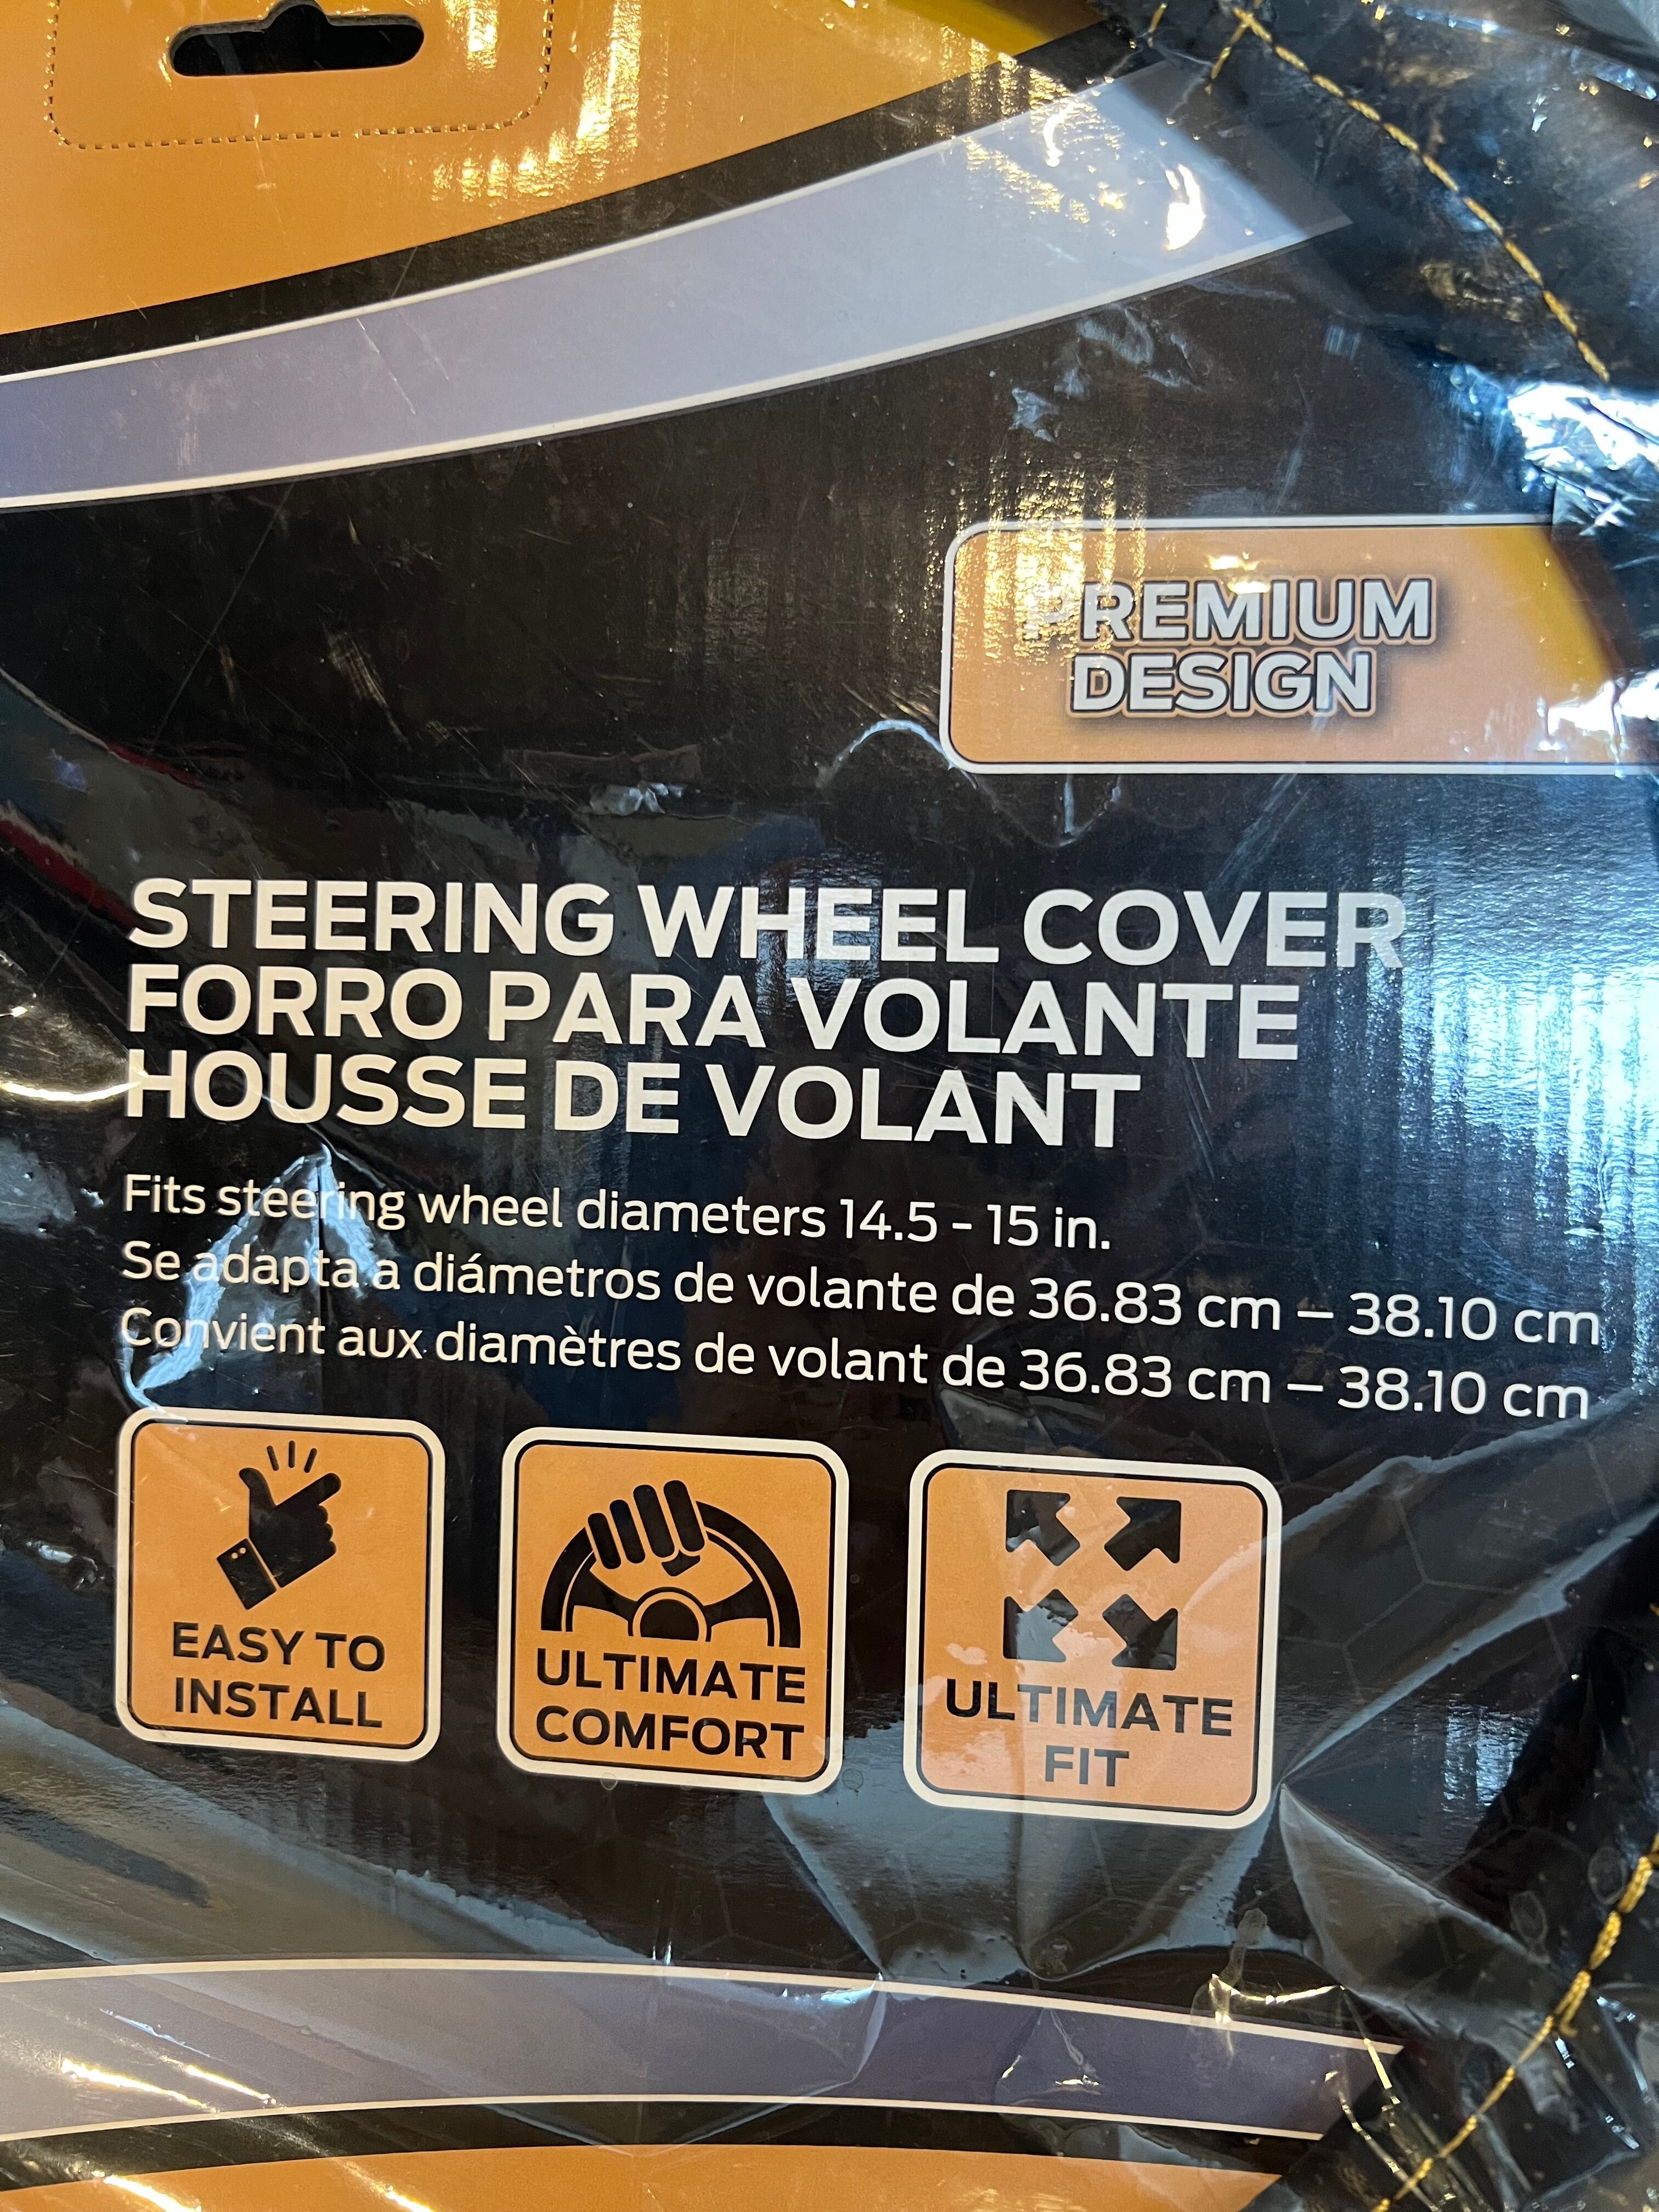 PREMIUM
DESIGN
STEERING WHEEL COVER
FORRO PARA VOLANTE
HOUSSE DE VOLANT
Fits steering wheel diameters 14.5 - 15 in.
Se adapta a diámetros de volante de 36.83 cm – 38.10 cm
Convient aux diamètres de volant de 36.83 cm – 38.10 cm
EASY TO
INSTALL
ULTIMATE
COMFORT
ULTIMATE
FIT